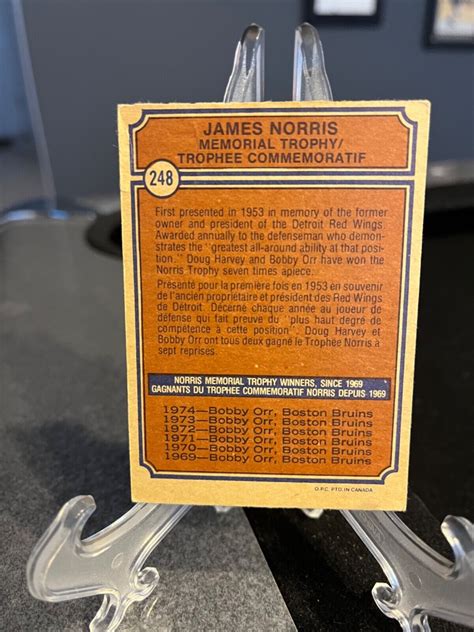 JAMES NORRIS
MEMORIAL TROPHY/
TROPHEE COMMEMORATIF
248
First presented in 1953 in memory of the former
owner and president of the Detroit Red Wings.
Awarded annually to the defenseman who demon-
strates the "greatest all-around ability at that pos-
ition." Doug Harvey and Bobby Orr have won the
Norris Trophy seven times apiece.
Présenté pour la première fois en 1953 en souvenir
de l'ancien proprietaire et président des Red Wings
de Détroit. Décerné chaque année au joueur de
défense qui fait preuve du "plus haut degré de
compétence à cette position". Doug Harvey et
Bobby Orr ont tous deux gagné le Trophée Norris à
sept reprises.
NORRIS MEMORIAL TROPHY WINNERS, SINCE 1969
GAGNANTS DU TROPHEE COMMEMORATIF NORRIS DEPUIS 1969
1974—Bobby Orr, Boston Bruins
1973—Bobby Orr, Boston Bruins
1972—Bobby Orr, Boston Bruins
1971—Bobby Orr, Boston Bruins
1970—Bobby Orr, Boston Bruins
1969—Bobby Orr, Boston Bruins
O.P.C. PTD. IN CANADA